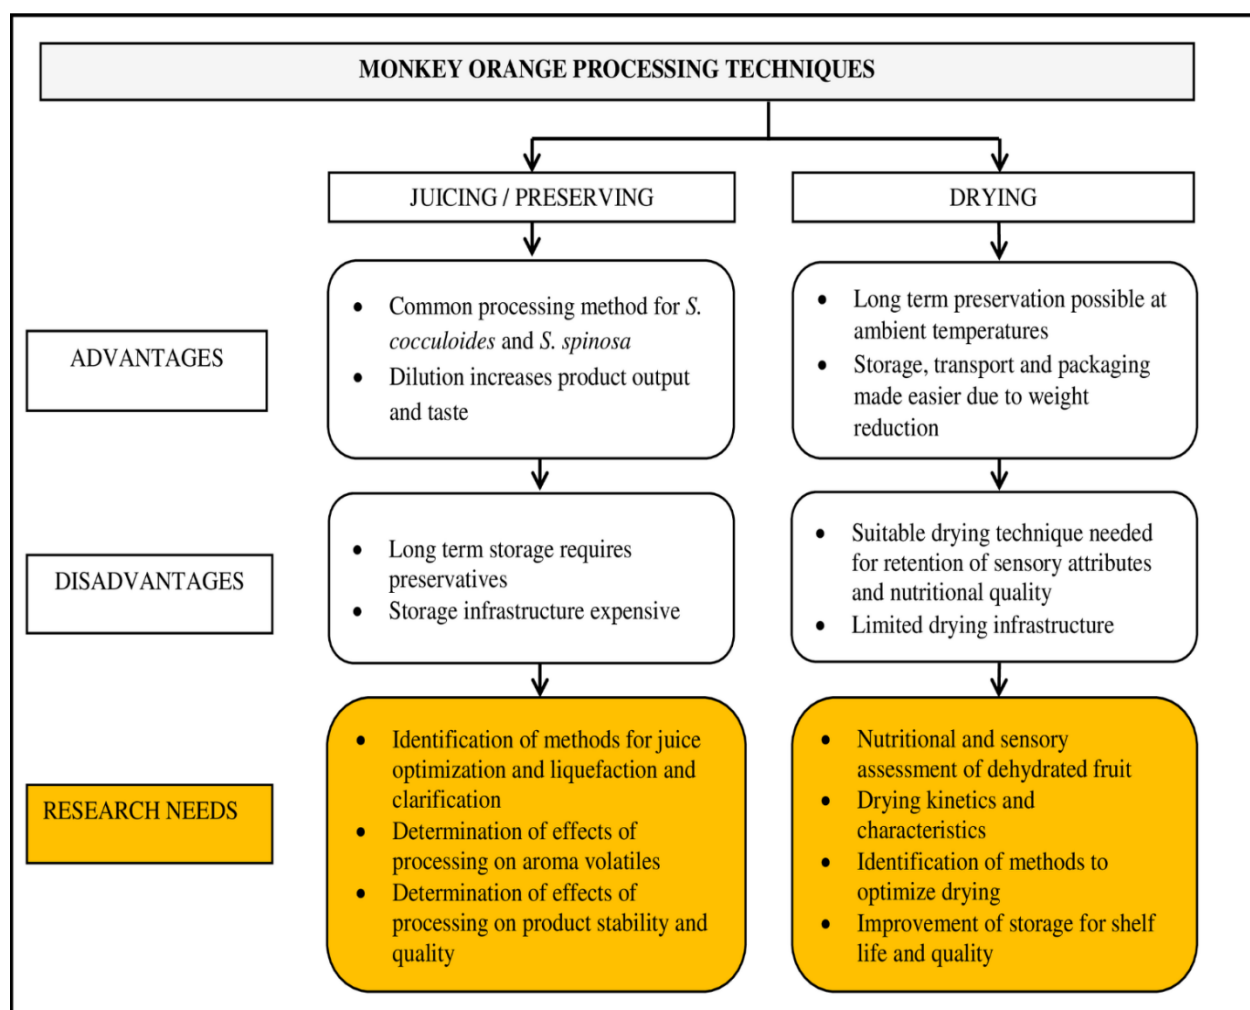 MONKEY ORANGE PROCESSING TECHNIQUES
JUICING / PRESERVING
DRYING
ADVANTAGES
• Common processing method for S.
cocculoides and S. spinosa
• Dilution increases product output
and taste
• Long term preservation possible at
ambient temperatures
• Storage, transport and packaging
made easier due to weight
reduction
DISADVANTAGES
• Long term storage requires
preservatives
• Storage infrastructure expensive
• Suitable drying technique needed
for retention of sensory attributes
and nutritional quality
• Limited drying infrastructure
RESEARCH NEEDS
• Identification of methods for juice
optimization and liquefaction and
clarification
• Determination of effects of
processing on aroma volatiles
• Determination of effects of
processing on product stability and
quality
• Nutritional and sensory
assessment of dehydrated fruit
• Drying kinetics and
characteristics
• Identification of methods to
optimize drying
• Improvement of storage for shelf
life and quality